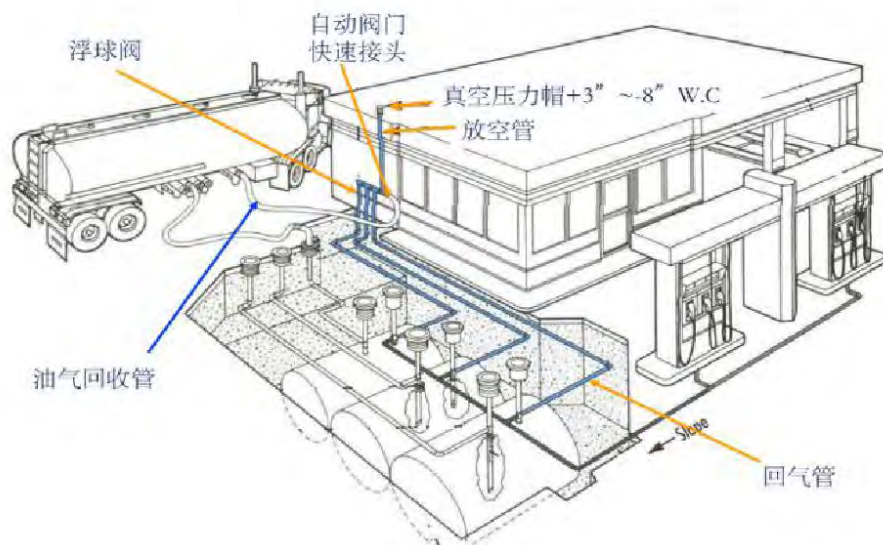 自动阀门
快速接头
浮球阀
真空压力帽+3”~-8”W.C
放空管
油气回收管
Slope
回气管